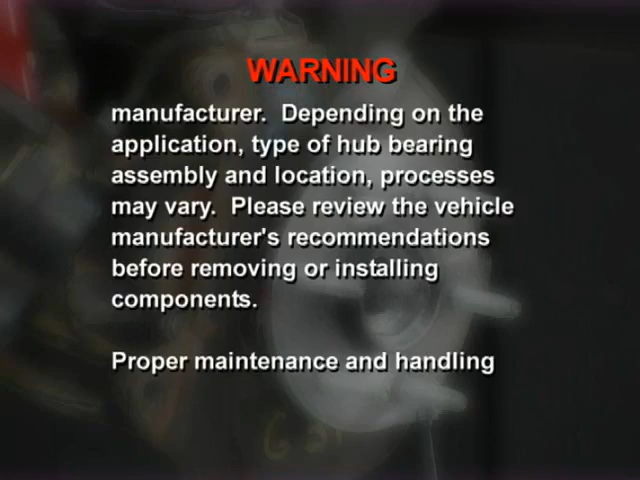 WARNING
manufacturer.  Depending on the
application, type of hub bearing
assembly and location, processes
may vary.  Please review the vehicle
manufacturer's recommendations
before removing or installing
components.
Proper maintenance and handling